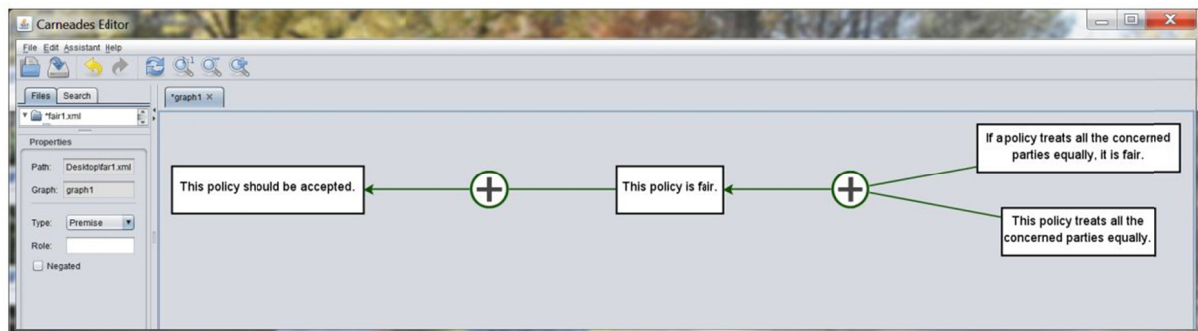 Carneades Editor
File Edit Assistant Help
Files Search
*fair1.xml
Properties
Path: Desktop\far1.xml
Graph: graph1
Type: Premise
Role:
Negated
*graph1 ×
This policy should be accepted.
This policy is fair.
If a policy treats all the concerned
parties equally, it is fair.
This policy treats all the
concerned parties equally.